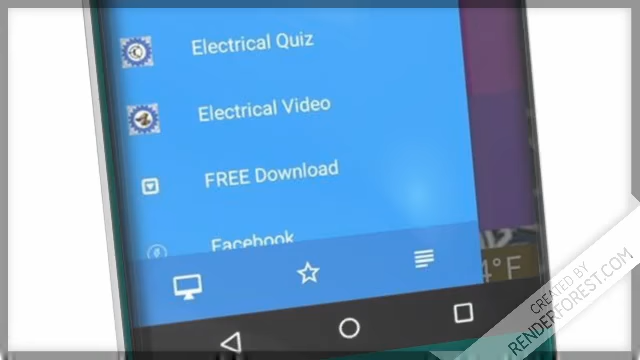 Electrical Quiz
Electrical Video
FREE Download
Facebook
4°F
CREATED BY
RENDERFOREST.COM